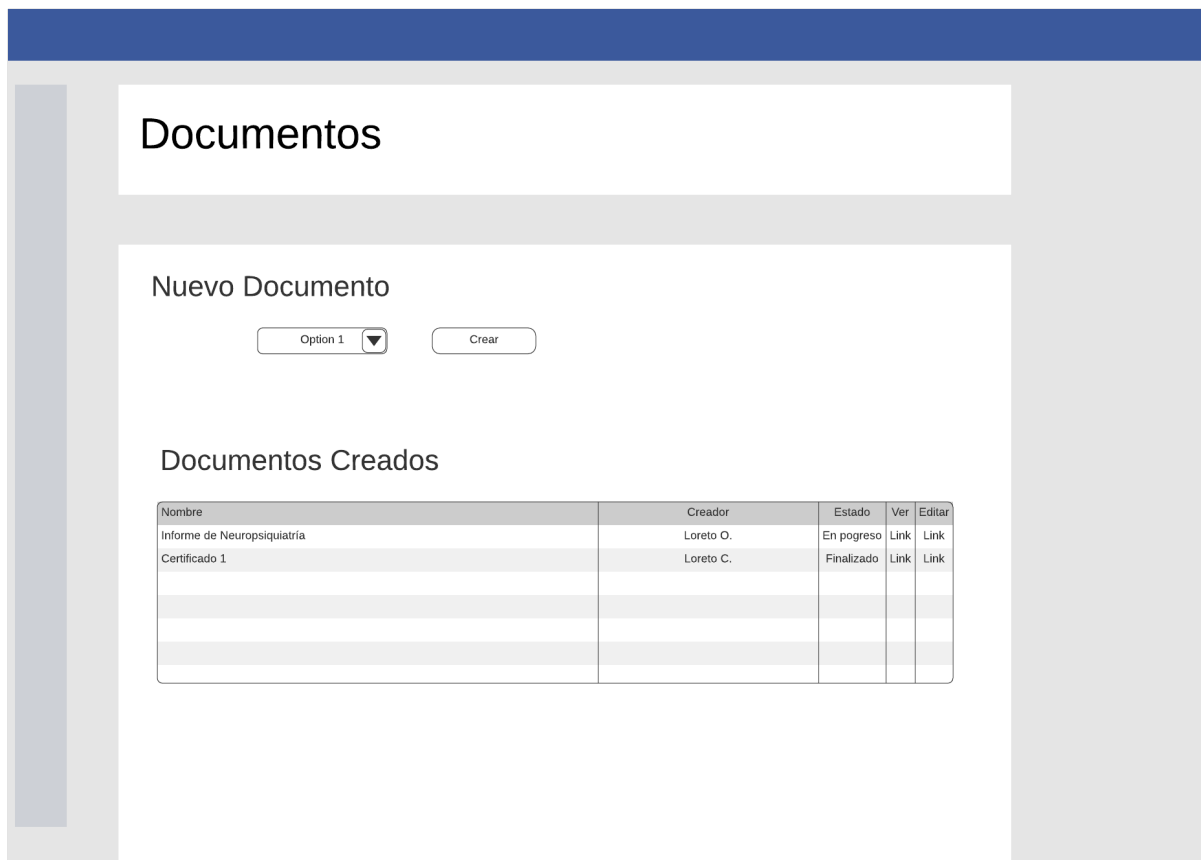 Documentos
Nuevo Documento
Option 1 Crear
Documentos Creados
Nombre Creador Estado Ver Editar
Informe de Neuropsiquiatría Loreto O. En pogreso Link Link
Certificado 1 Loreto C. Finalizado Link Link